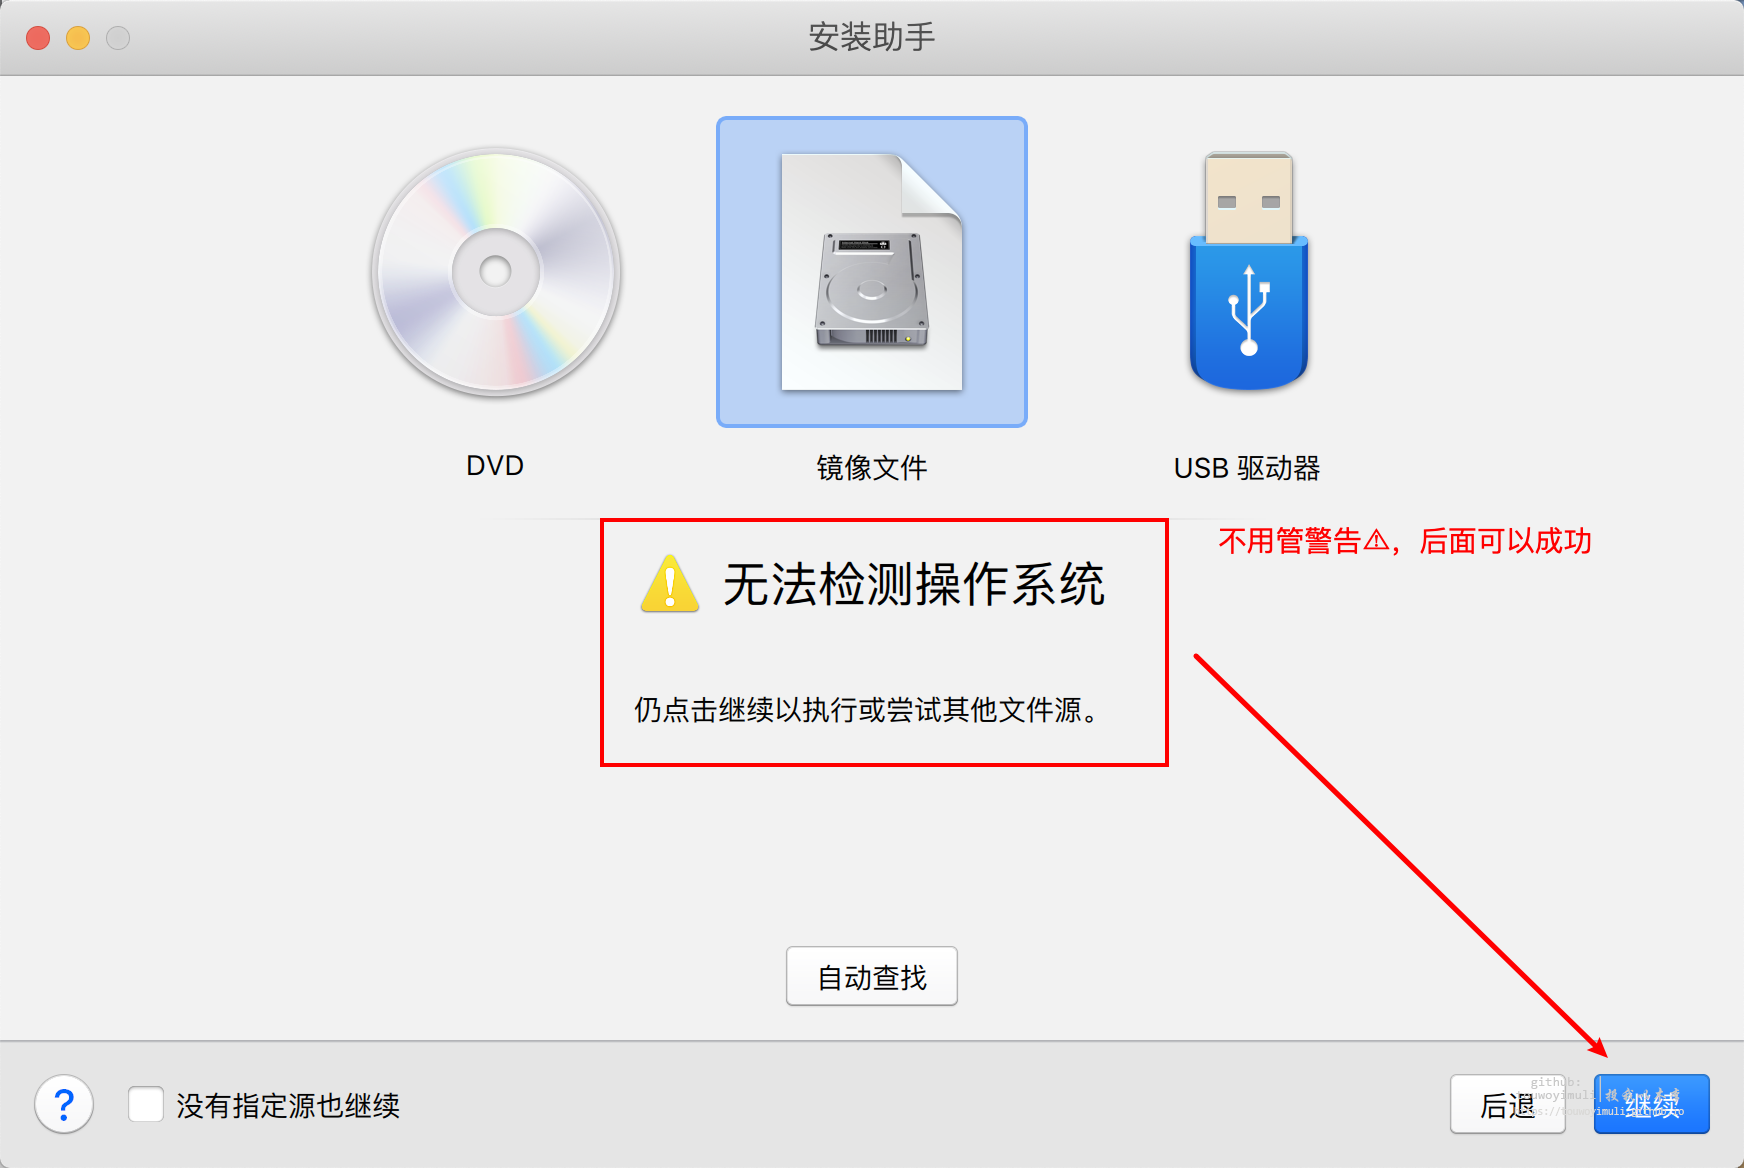 安装助手
DVD
镜像文件
USB 驱动器
不用管警告⚠，后面可以成功
无法检测操作系统
仍点击继续以执行或尝试其他文件源。
自动查找
?
没有指定源也继续
后退
继续
github: